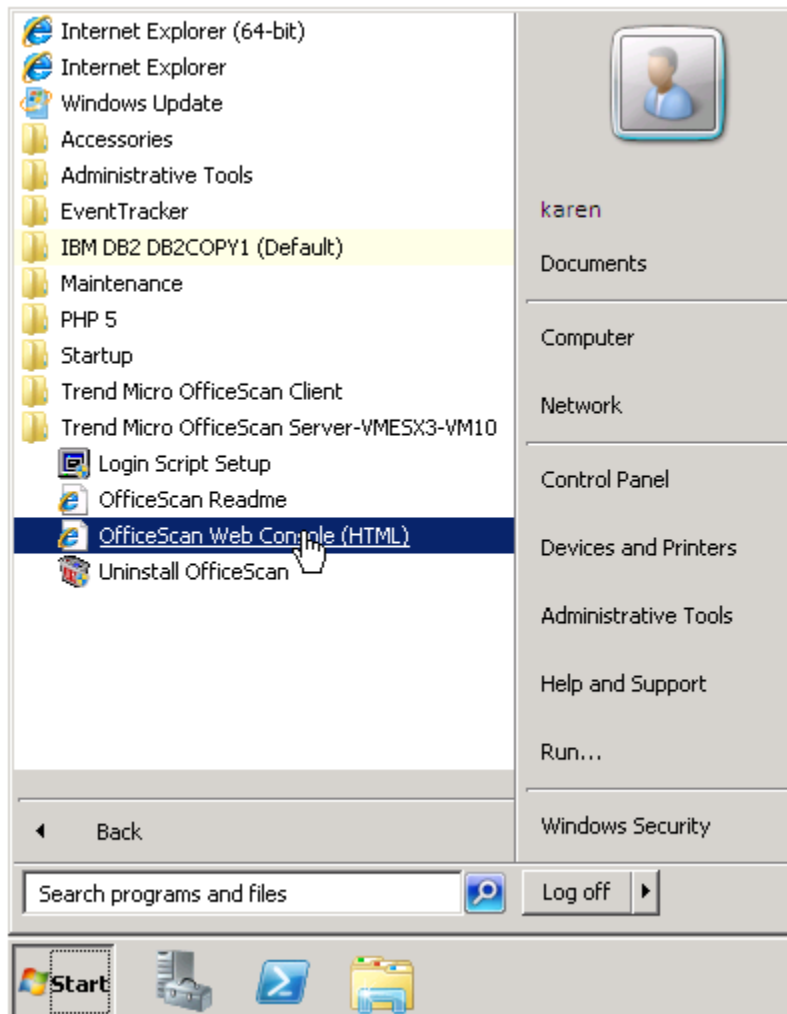 Internet Explorer (64-bit)
Internet Explorer
Windows Update
Accessories
Administrative Tools
EventTracker
IBM DB2 DB2COPY1 (Default)
Maintenance
PHP 5
Startup
Trend Micro OfficeScan Client
Trend Micro OfficeScan Server-VMESX3-VM10
Login Script Setup
OfficeScan Readme
OfficeScan Web Console (HTML)
Uninstall OfficeScan
Back
Search programs and files
karen
Documents
Computer
Network
Control Panel
Devices and Printers
Administrative Tools
Help and Support
Run...
Windows Security
Log off
Start